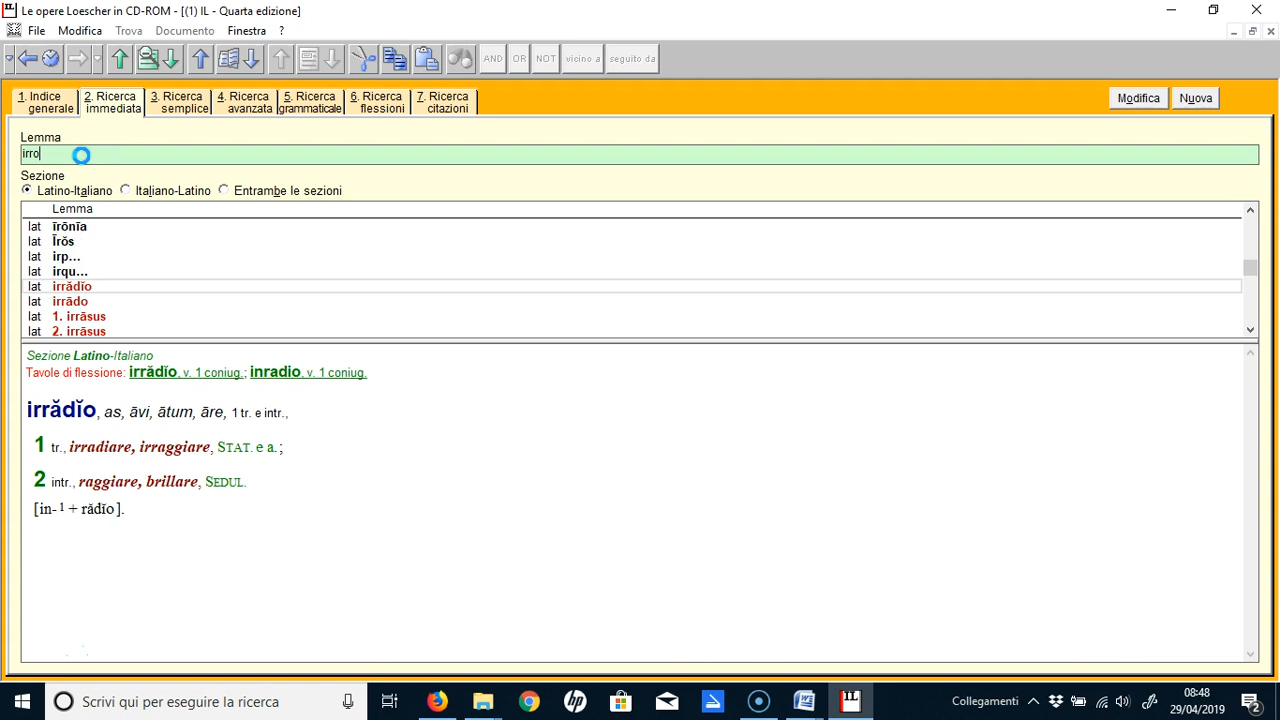 Le opere Loescher in CD-ROM - [(1) IL - Quarta edizione]
File Modifica Trova Documento Finestra ?
AND OR NOT vicino a seguito da
1. Indice generale 2. Ricerca immediata 3. Ricerca semplice 4. Ricerca avanzata 5. Ricerca grammaticale 6. Ricerca flessioni 7. Ricerca citazioni Modifica Nuova
Lemma
irro
Sezione
Latino-Italiano Italiano-Latino Entrambe le sezioni
Lemma
lat īrōnīa
lat Īrŏs
lat irp...
lat irqu...
lat irrădĭo
lat irrādo
lat 1. irrāsus
lat 2. irrāsus
Sezione Latino-Italiano
Tavole di flessione: irrădĭo, v. 1 coniug.; inradio, v. 1 coniug.
irrădĭo, as, āvi, ātum, āre, 1 tr. e intr.,
1 tr., irradiare, irraggiare, STAT. e a.;
2 intr., raggiare, brillare, SEDUL.
[in- 1 + rădĭo].
Scrivi qui per eseguire la ricerca
Collegamenti
08:48
29/04/2019
2